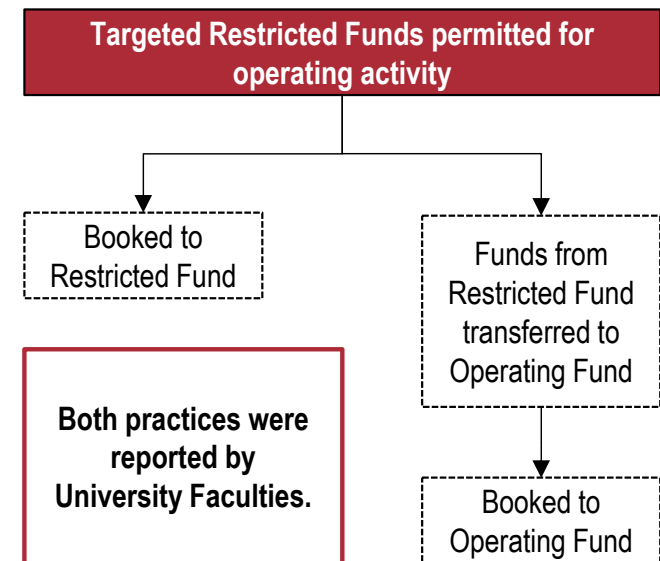 Targeted Restricted Funds permitted for
operating activity
Booked to
Restricted Fund
Funds from
Restricted Fund
transferred to
Operating Fund
Both practices were
reported by
University Faculties.
Booked to
Operating Fund